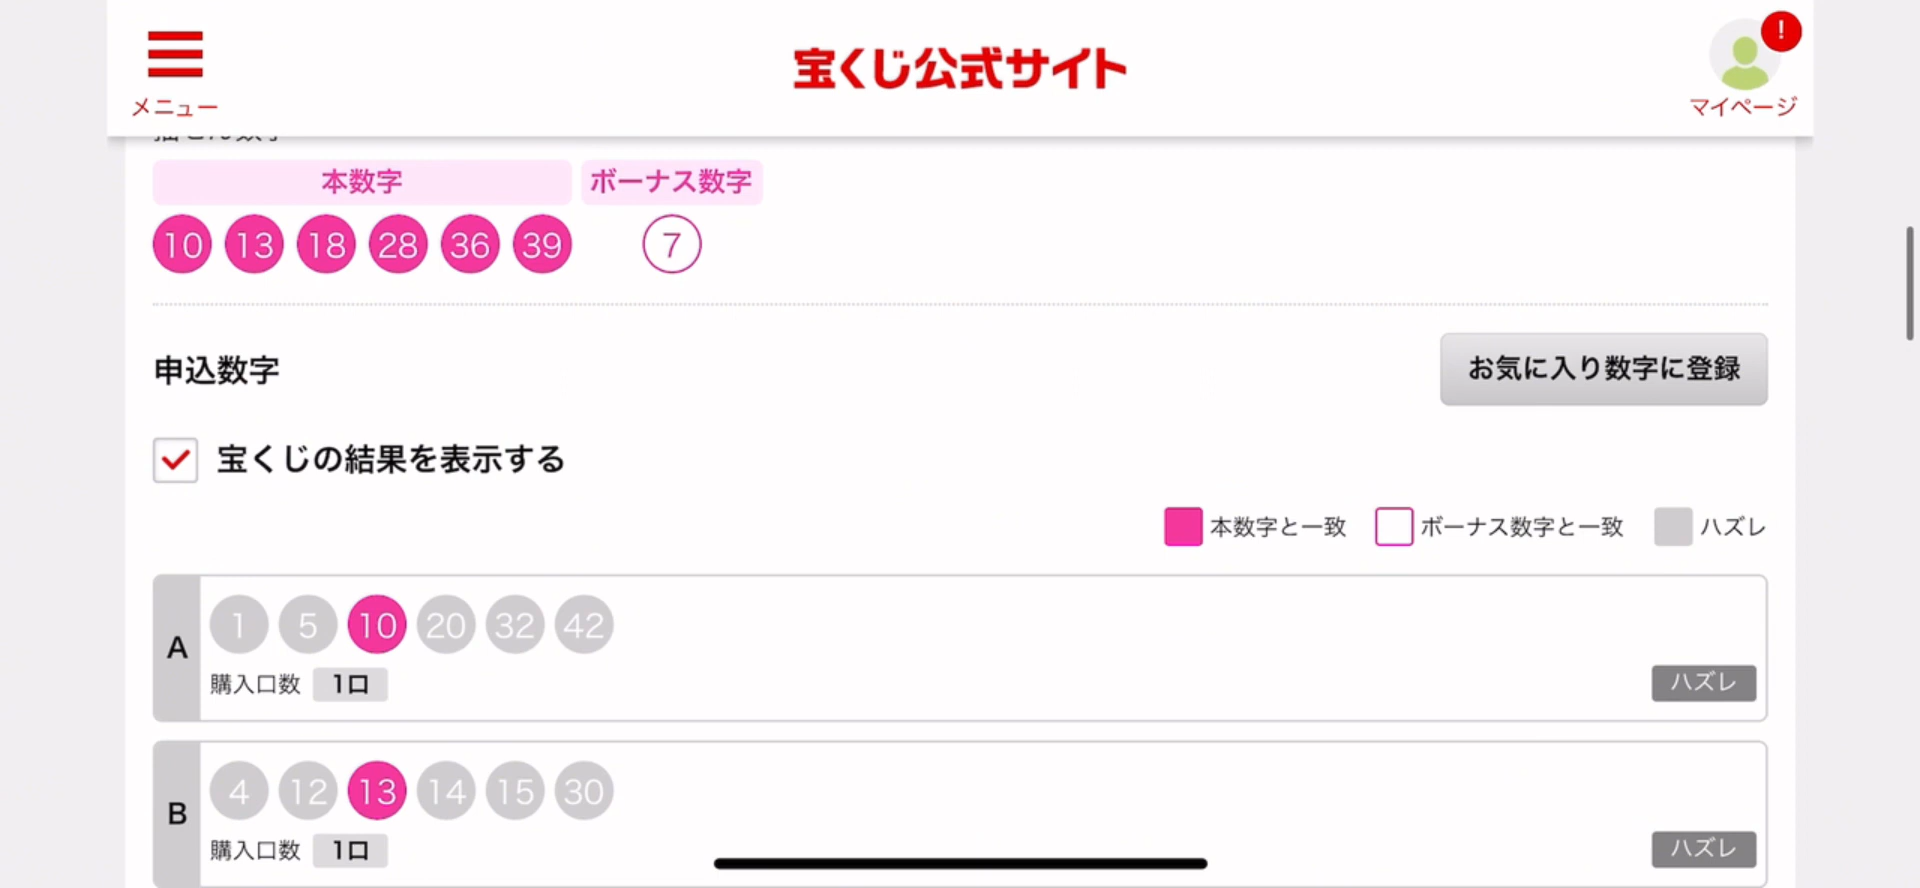 メニュー
宝くじ公式サイト
!
マイページ
本数字 ボーナス数字
10 13 18 28 36 39 7
申込数字
お気に入り数字に登録
宝くじの結果を表示する
本数字と一致 ボーナス数字と一致 ハズレ
A
1 5 10 20 32 42
購入口数 1口
ハズレ
B
4 12 13 14 15 30
購入口数 1口
ハズレ